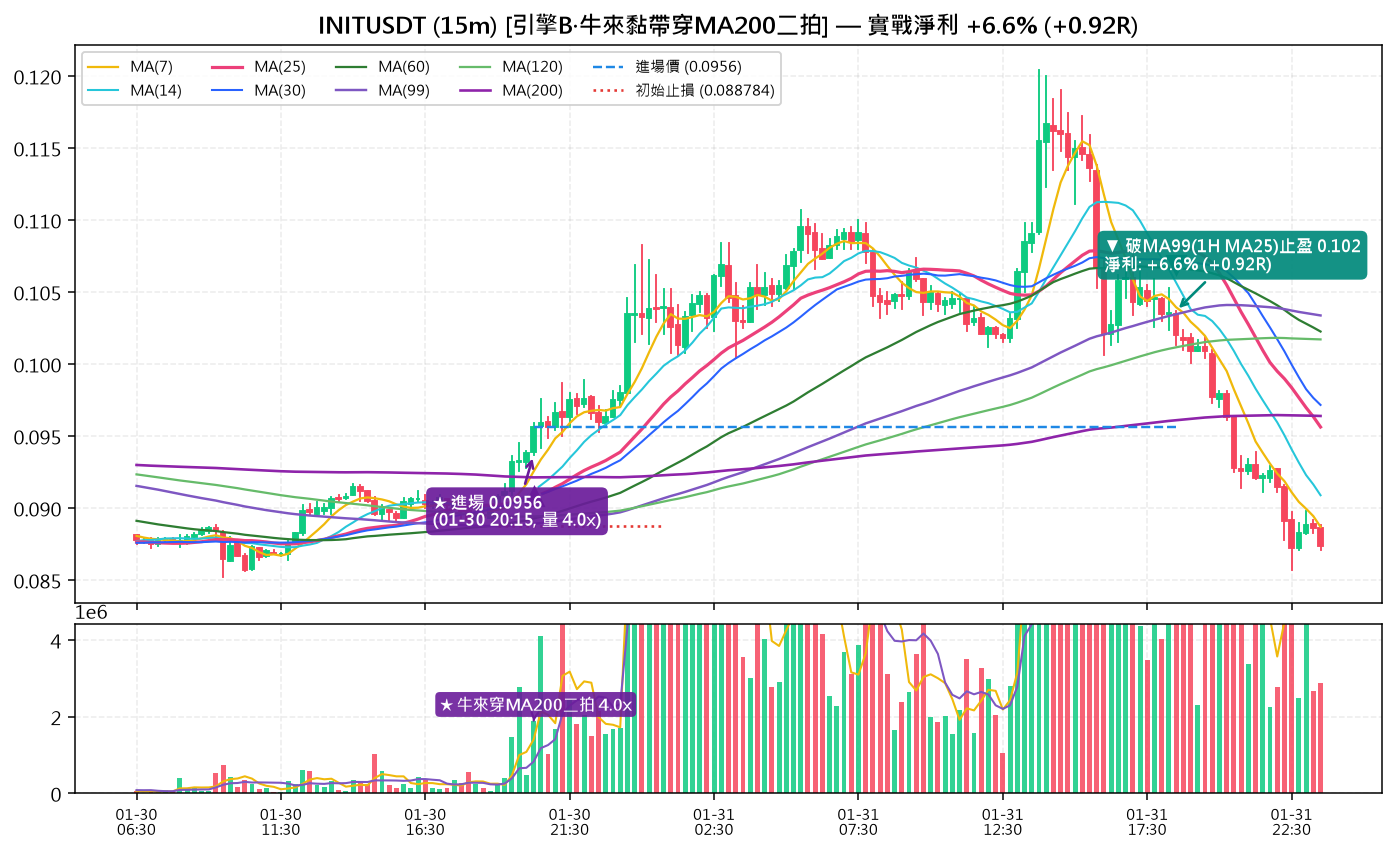 INITUSDT (15m) [引擎B·牛來黏帶穿MA200二拍] — 實戰淨利 +6.6% (+0.92R)
MA(7) MA(25) MA(60) MA(120) 進場價 (0.0956)
MA(14) MA(30) MA(99) MA(200) 初始止損 (0.088784)
0.120
0.115
0.110
0.105
0.100
0.095
0.090
0.085
▼ 破MA99(1H MA25)止盈 0.102
淨利: +6.6% (+0.92R)
★ 進場 0.0956
(01-30 20:15, 量 4.0x)
1e6
4
2
0
★ 牛來穿MA200二拍 4.0x
01-30 01-30 01-30 01-30 01-31 01-31 01-31 01-31 01-31
06:30 11:30 16:30 21:30 02:30 07:30 12:30 17:30 22:30